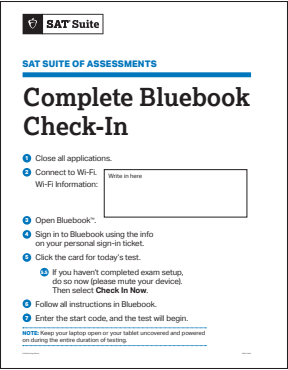 SAT Suite
SAT SUITE OF ASSESSMENTS
Complete Bluebook
Check-In
1 Close all applications.
2 Connect to Wi-Fi.
Wi-Fi Information:
Write in here
3 Open Bluebook™.
4 Sign in to Bluebook using the info
on your personal sign-in ticket.
5 Click the card for today's test.
If you haven't completed exam setup,
do so now (please mute your device).
Then select Check In Now.
6 Follow all instructions in Bluebook.
7 Enter the start code, and the test will begin.
NOTE: Keep your laptop open or your tablet uncovered and powered
on during the entire duration of testing.